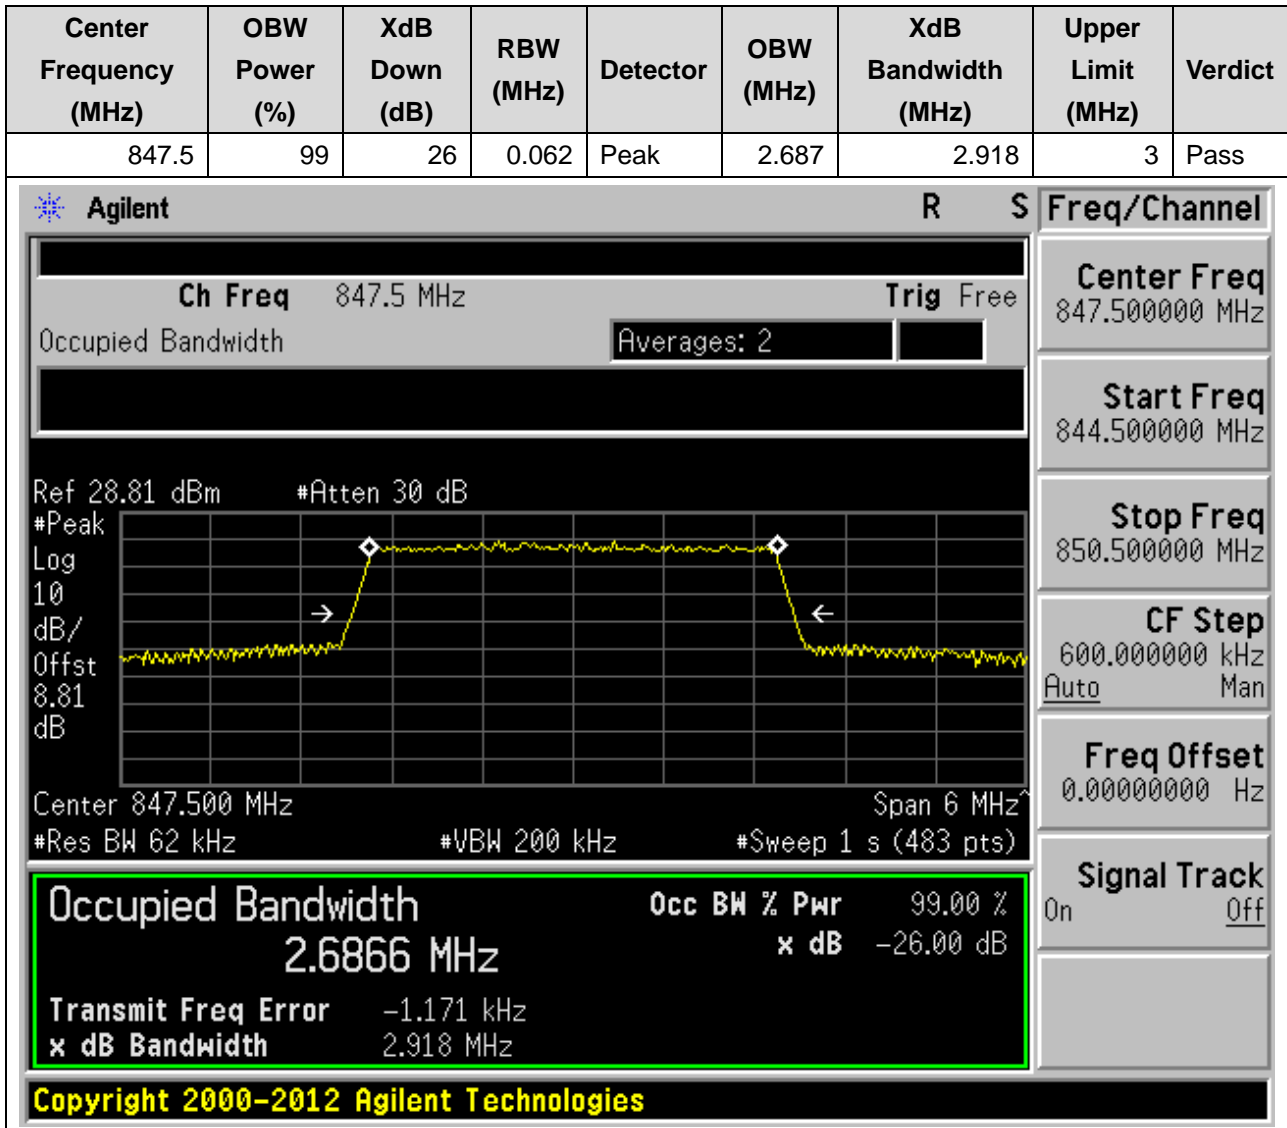 Center Frequency (MHz) OBW Power (%) XdB Down (dB) RBW (MHz) Detector OBW (MHz) XdB Bandwidth (MHz) Upper Limit (MHz) Verdict
847.5 99 26 0.062 Peak 2.687 2.918 3 Pass
Agilent R S Freq/Channel
Ch Freq 847.5 MHz Trig Free
Occupied Bandwidth Averages: 2
Center Freq
847.500000 MHz
Start Freq
844.500000 MHz
Stop Freq
850.500000 MHz
CF Step
600.000000 kHz
Auto Man
Freq Offset
0.00000000 Hz
Signal Track
On Off
Ref 28.81 dBm #Atten 30 dB
#Peak
Log
10
dB/
Offst
8.81
dB
Center 847.500 MHz Span 6 MHz^
#Res BW 62 kHz #VBW 200 kHz #Sweep 1 s (483 pts)
Occupied Bandwidth Occ BW % Pwr 99.00 %
2.6866 MHz x dB -26.00 dB
Transmit Freq Error -1.171 kHz
x dB Bandwidth 2.918 MHz
Copyright 2000-2012 Agilent Technologies